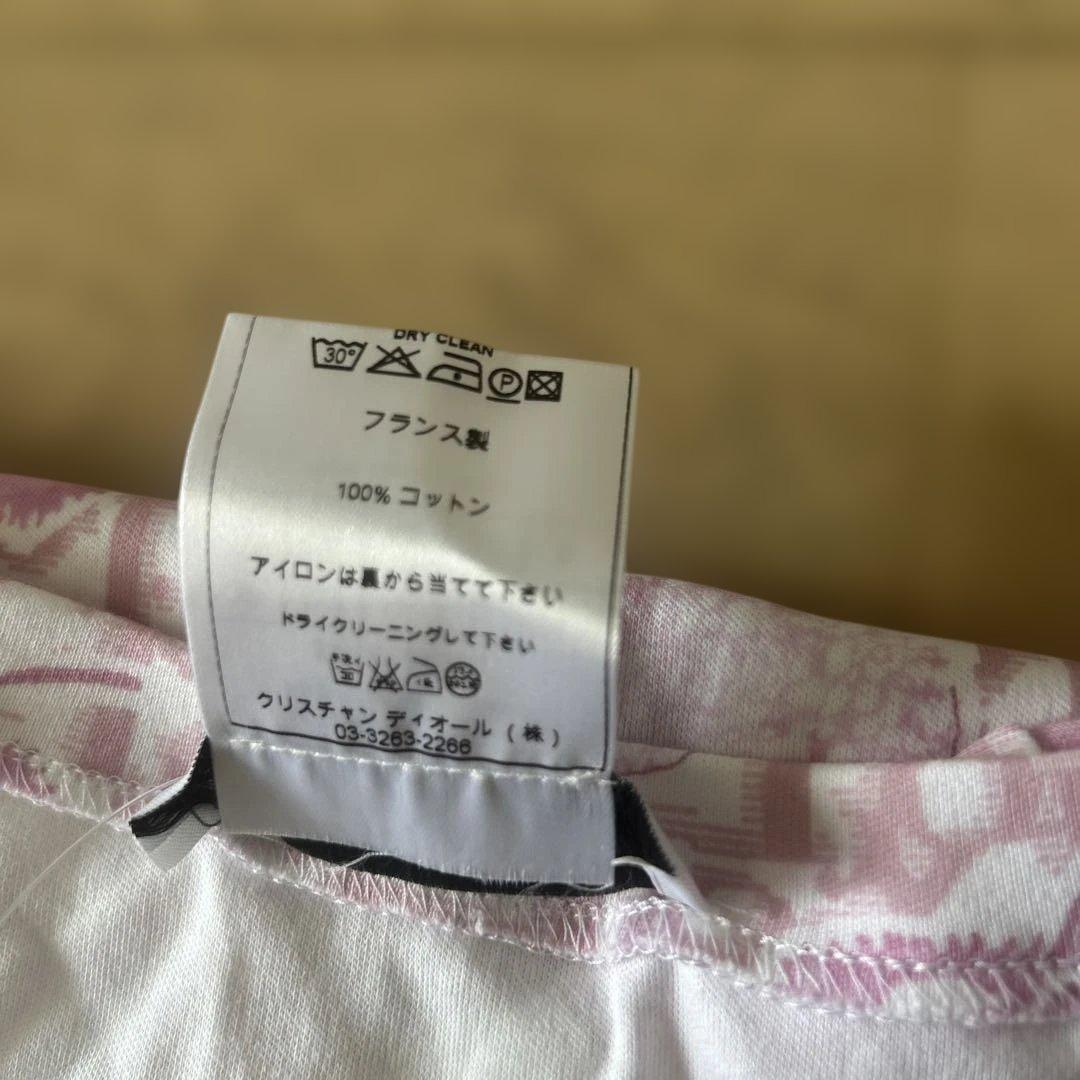 DRY CLEAN
30° P
フランス製
100% コットン
アイロンは裏から当てて下さい
ドライクリーニングして下さい
クリスチャン ディオール (株)
03-3263-2266